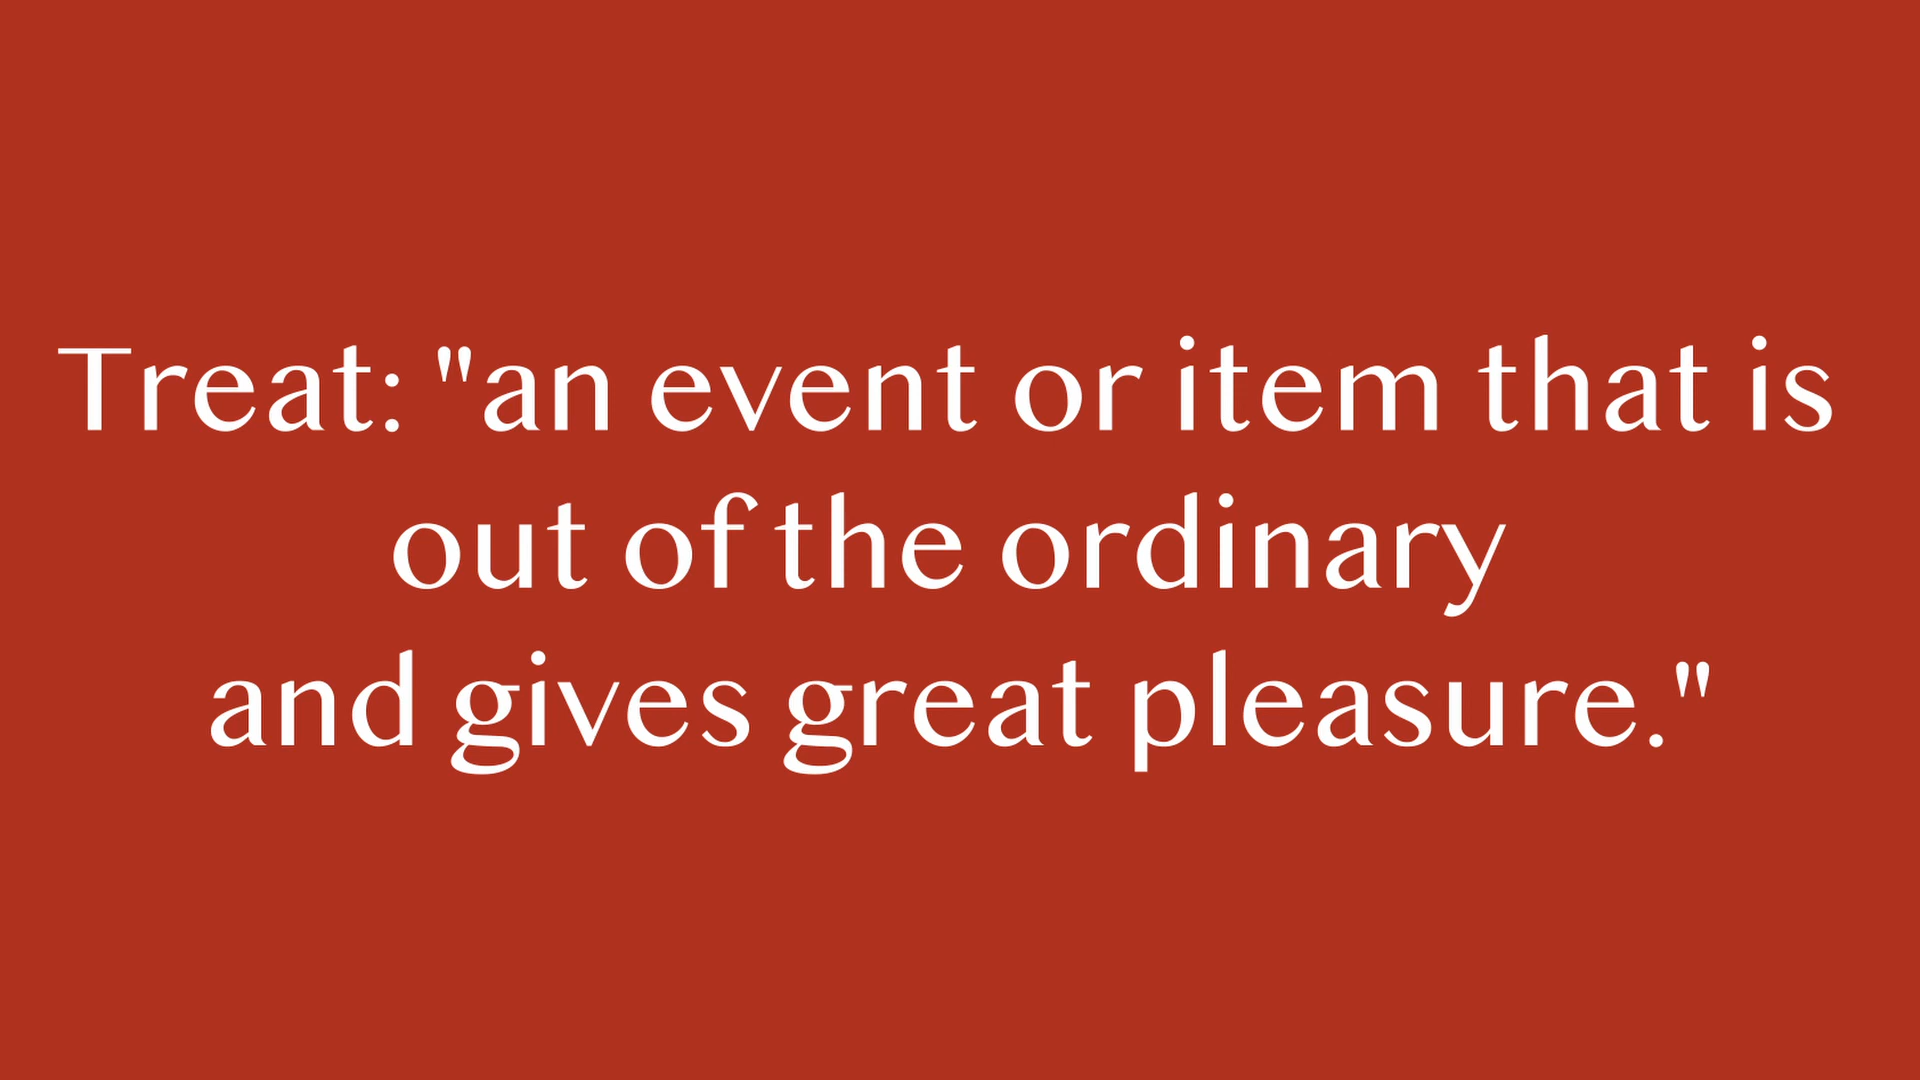 Treat: "an event or item that is
out of the ordinary
and gives great pleasure."